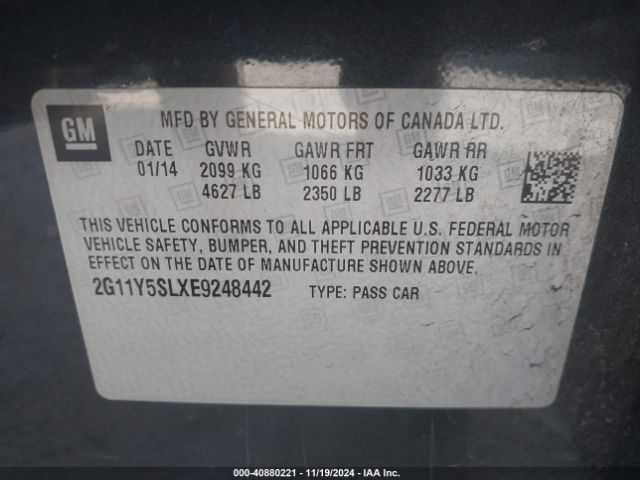 GM
MFD BY GENERAL MOTORS OF CANADA LTD.
DATE GVWR GAWR FRT GAWR RR
01/14 2099 KG 1066 KG 1033 KG
4627 LB 2350 LB 2277 LB
THIS VEHICLE CONFORMS TO ALL APPLICABLE U.S. FEDERAL MOTOR
VEHICLE SAFETY, BUMPER, AND THEFT PREVENTION STANDARDS IN
EFFECT ON THE DATE OF MANUFACTURE SHOWN ABOVE.
2G11Y5SLXE9248442 TYPE: PASS CAR
000-40880221 - 11/19/2024 - IAAI.COM